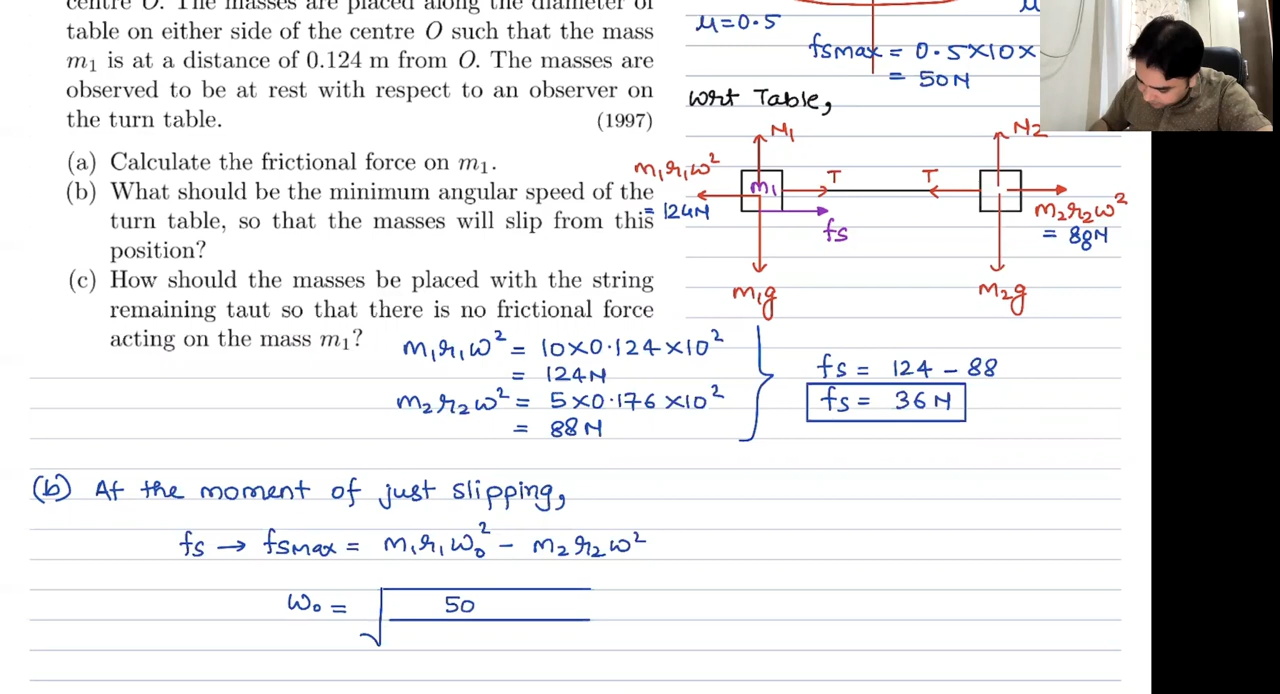 centre O. The masses are placed along the diameter of
table on either side of the centre O such that the mass
m₁ is at a distance of 0.124 m from O. The masses are
observed to be at rest with respect to an observer on
the turn table. (1997)
(a) Calculate the frictional force on m₁.
(b) What should be the minimum angular speed of the
turn table, so that the masses will slip from this
position?
(c) How should the masses be placed with the string
remaining taut so that there is no frictional force
acting on the mass m₁?
μ=0.5
μ
fsmax = 0.5×10×
= 50N
wrt Table,
N₁
N₂
m₁r₁ω²
= 124N
m₁
T
T
fs
m₂r₂ω²
= 88N
m₁g
m₂g
m₁r₁ω² = 10×0.124×10²
= 124N
m₂r₂ω² = 5×0.176×10²
= 88N
fs = 124 – 88
fs = 36N
(b) At the moment of just slipping,
fs → fsmax = m₁r₁ω₀² – m₂r₂ω²
ω₀ = √ 50